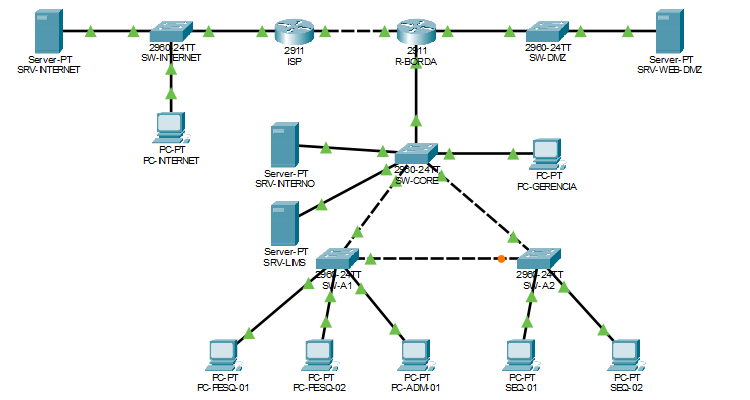 Server-PT
SRV-INTERNET
2960-24TT
SW-INTERNET
2911
ISP
2911
R-BORDA
2960-24TT
SW-DMZ
Server-PT
SRV-WEB-DMZ
PC-PT
PC-INTERNET
Server-PT
SRV-INTERNO
2960-24TT
SW-CORE
PC-PT
PC-GERENCIA
Server-PT
SRV-LIMS
2960-24TT
SW-A1
2960-24TT
SW-A2
PC-PT
PC-PESQ-01
PC-PT
PC-PESQ-02
PC-PT
PC-ADM-01
PC-PT
SEQ-01
PC-PT
SEQ-02